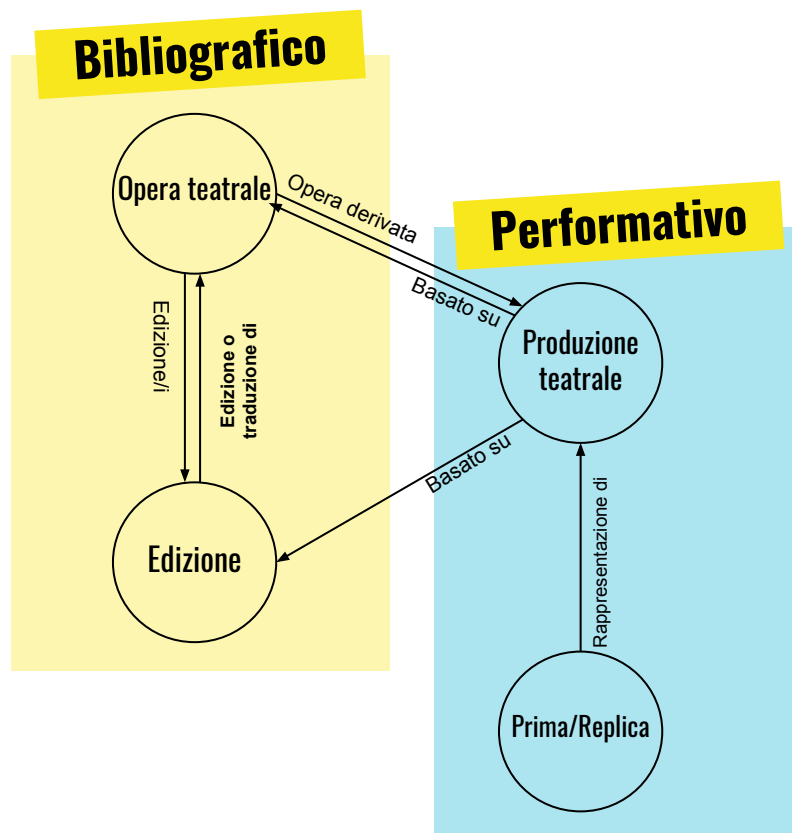 Bibliografico
Opera teatrale
Opera derivata
Basato su
Edizione/i
Edizione o
traduzione di
Edizione
Performativo
Produzione
teatrale
Basato su
Rappresentazione di
Prima/Replica